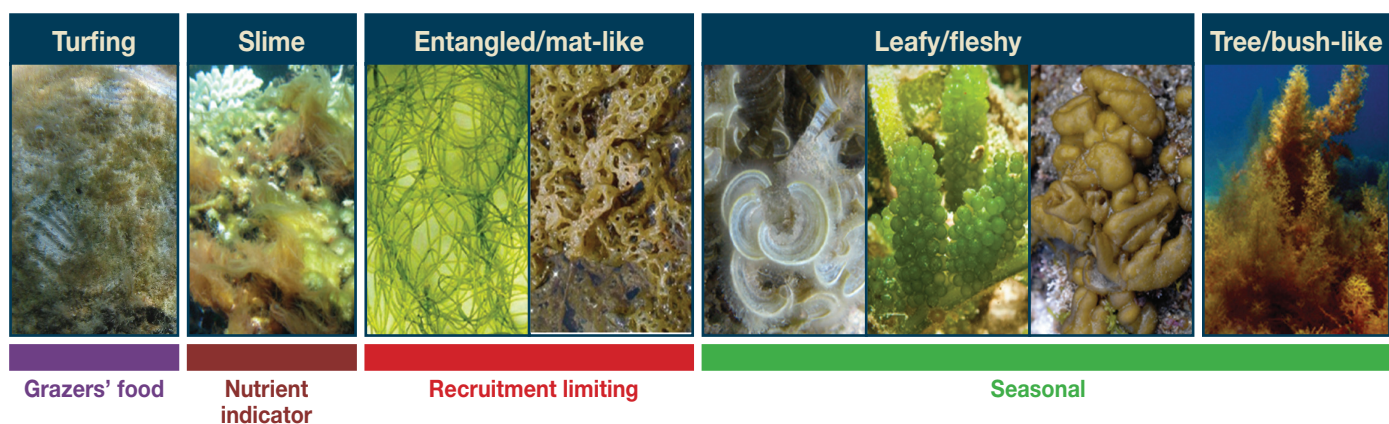 Turfing
Slime
Entangled/mat-like
Leafy/fleshy
Tree/bush-like
Grazers' food
Nutrient
indicator
Recruitment limiting
Seasonal